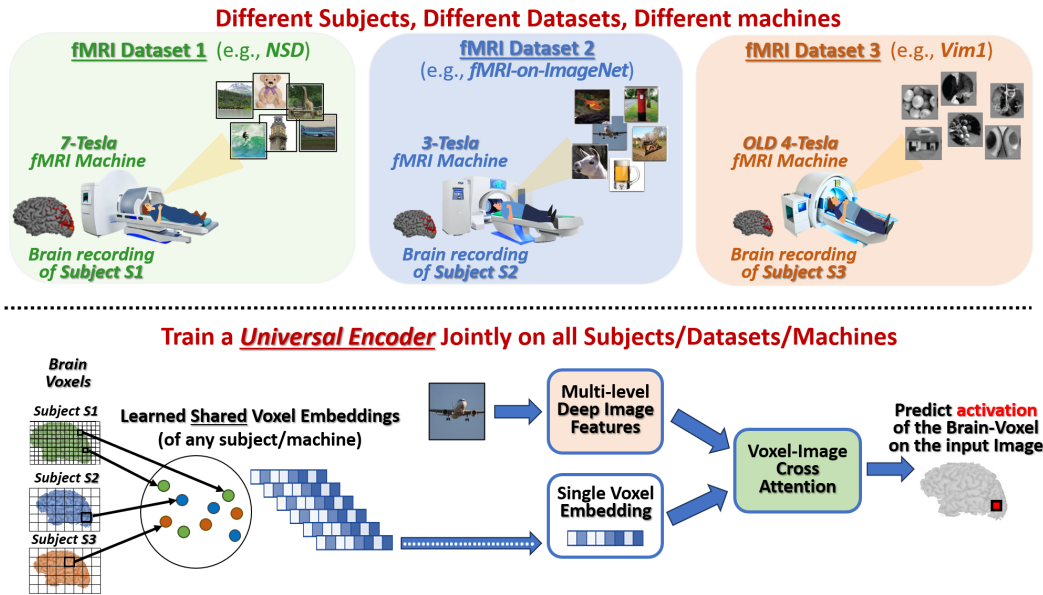 Different Subjects, Different Datasets, Different machines
fMRI Dataset 1 (e.g., NSD)
7-Tesla
fMRI Machine
Brain recording
of Subject S1
fMRI Dataset 2
(e.g., fMRI-on-ImageNet)
3-Tesla
fMRI Machine
Brain recording
of Subject S2
fMRI Dataset 3 (e.g., Vim1)
OLD 4-Tesla
fMRI Machine
Brain recording
of Subject S3
Train a Universal Encoder Jointly on all Subjects/Datasets/Machines
Brain
Voxels
Subject S1
Subject S2
Subject S3
Learned Shared Voxel Embeddings
(of any subject/machine)
Multi-level
Deep Image
Features
Single Voxel
Embedding
Voxel-Image
Cross
Attention
Predict activation
of the Brain-Voxel
on the input Image